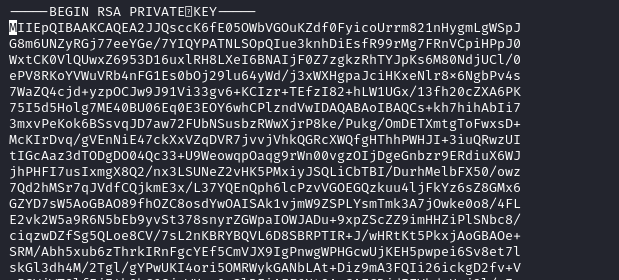 -----BEGIN RSA PRIVATE KEY-----
MIIEpQIBAAKCAQEA2JJQsccK6fE05OWbVGOuKZdf0FyicoUrrm821nHygmLgWSpJ
G8m6UNZyRGj77eeYGe/7YIQYPATNLSOpQIue3knhDiEsfR99rMg7FRnVCpiHPpJ0
WxtCK0VlQUwxZ6953D16uxlRH8LXeI6BNAIjF0Z7zgkzRhTYJpKs6M80NdjUCl/0
ePV8RKoYVWuVRb4nFG1Es0bOj29lu64yWd/j3xWXHgpaJciHKxeNlr8x6NgbPv4s
7WaZQ4cjd+yzpOCJw9J91Vi33gv6+KCIzr+TEfzI82+hLW1UGx/13fh20cZXA6PK
75I5d5Holg7ME40BU06Eq0E3EOY6whCPlzndVwIDAQABAoIBAQCs+kh7hihAbIi7
3mxvPeKok6BSsvqJD7aw72FUbNSusbzRWwXjrP8ke/Pukg/OmDETXmtgToFwxsD+
McKIrDvq/gVEnNiE47ckXxVZqDVR7jvvjVhkQGRcXWQfgHThhPWHJI+3iuQRwzUI
tIGcAaz3dTODgDO04Qc33+U9WeowqpOaqg9rWn00vgzOIjDgeGnbzr9ERdiuX6WJ
jhPHFI7usIxmgX8Q2/nx3LSUNeZ2vHK5PMxiyJSQLiCbTBI/DurhMelbFX50/owz
7Qd2hMSr7qJVdfCQjkmE3x/L37YQEnQph6lcPzvVGOEGQzkuu4ljFkYz6sZ8GMx6
GZYD7sW5AoGBAO89fhOZC8osdYwOAISAk1vjmW9ZSPLYsmTmk3A7jOwke0o8/4FL
E2vk2W5a9R6N5bEb9yvSt378snyrZGWpaIOWJADu+9xpZScZZ9imHHZiPlSNbc8/
ciqzwDZfSg5QLoe8CV/7sL2nKBRYBQVL6D8SBRPTIR+J/wHRtKt5PkxjAoGBAOe+
SRM/Abh5xub6zThrkIRnFgcYEf5CmVJX9IgPnwgWPHGcwUjKEH5pwpei6Sv8et7l
skGl3dh4M/2Tgl/gYPwUKI4ori5OMRWykGANbLAt+Diz9mA3FQIi26ickgD2fv+V